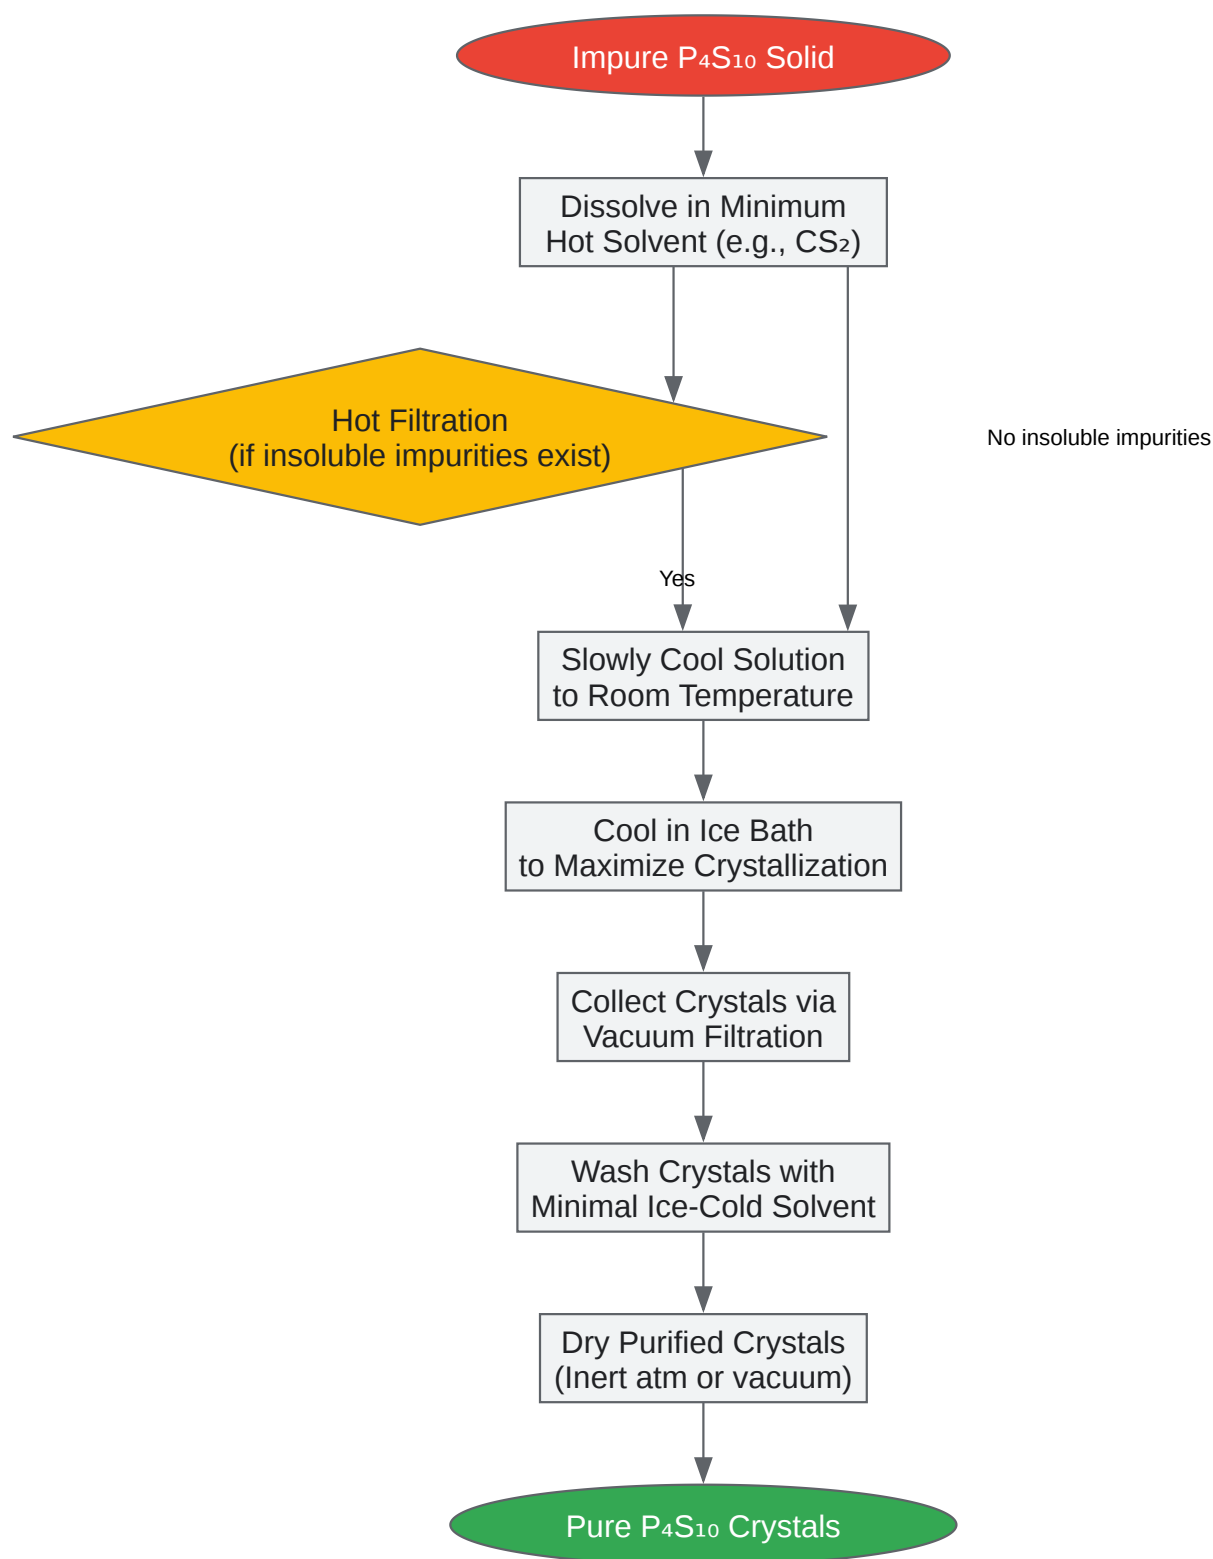 Impure P₄S₁₀ Solid
Dissolve in Minimum
Hot Solvent (e.g., CS₂)
Hot Filtration
(if insoluble impurities exist)
No insoluble impurities
Yes
Slowly Cool Solution
to Room Temperature
Cool in Ice Bath
to Maximize Crystallization
Collect Crystals via
Vacuum Filtration
Wash Crystals with
Minimal Ice-Cold Solvent
Dry Purified Crystals
(Inert atm or vacuum)
Pure P₄S₁₀ Crystals